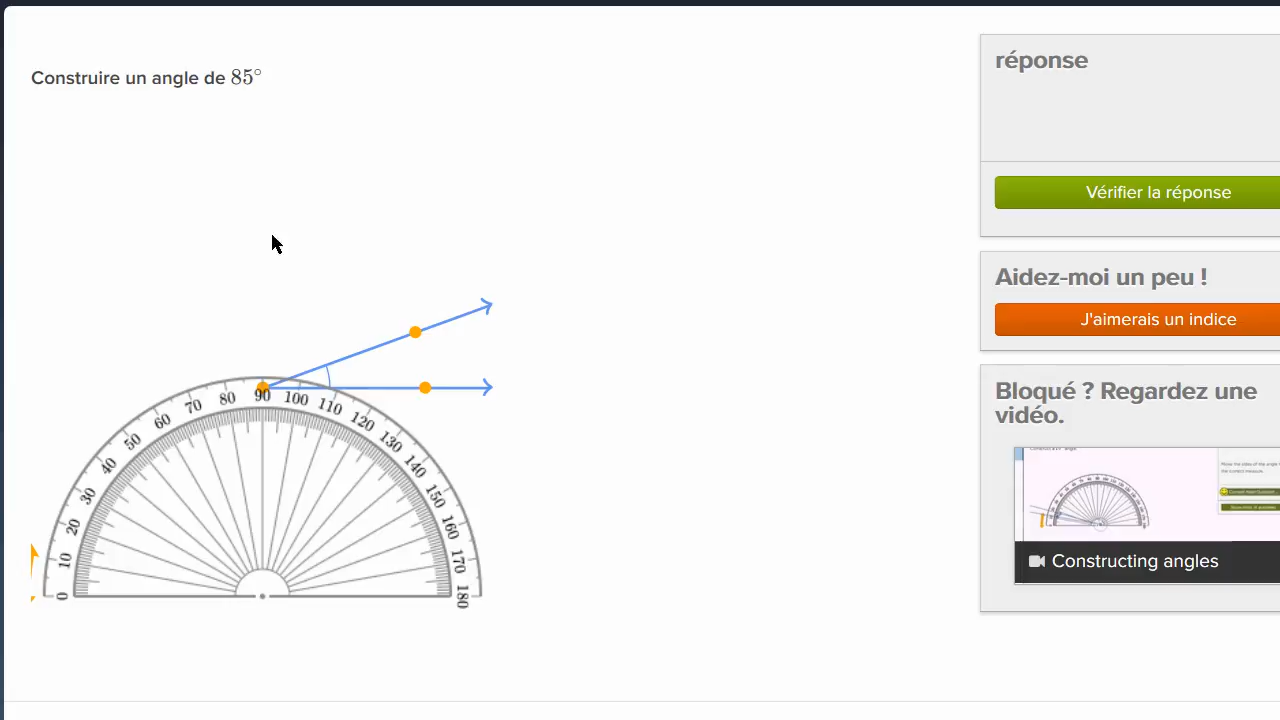 Construire un angle de 85°
0
10
20
30
40
50
60
70
80
90
100
110
120
130
140
150
160
170
180
réponse
Vérifier la réponse
Aidez-moi un peu !
J'aimerais un indice
Bloqué ? Regardez une
vidéo.
Constructing angles